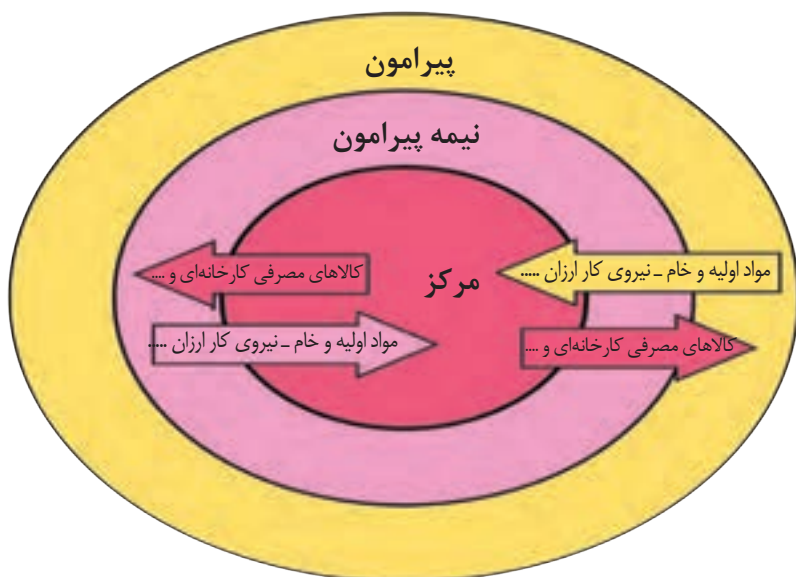 پیرامون
نیمه پیرامون
مواد اولیه و خام ـ نیروی کار ارزان .....
کالاهای مصرفی کارخانه‌ای و ....
مرکز
مواد اولیه و خام ـ نیروی کار ارزان .....
کالاهای مصرفی کارخانه‌ای و ....